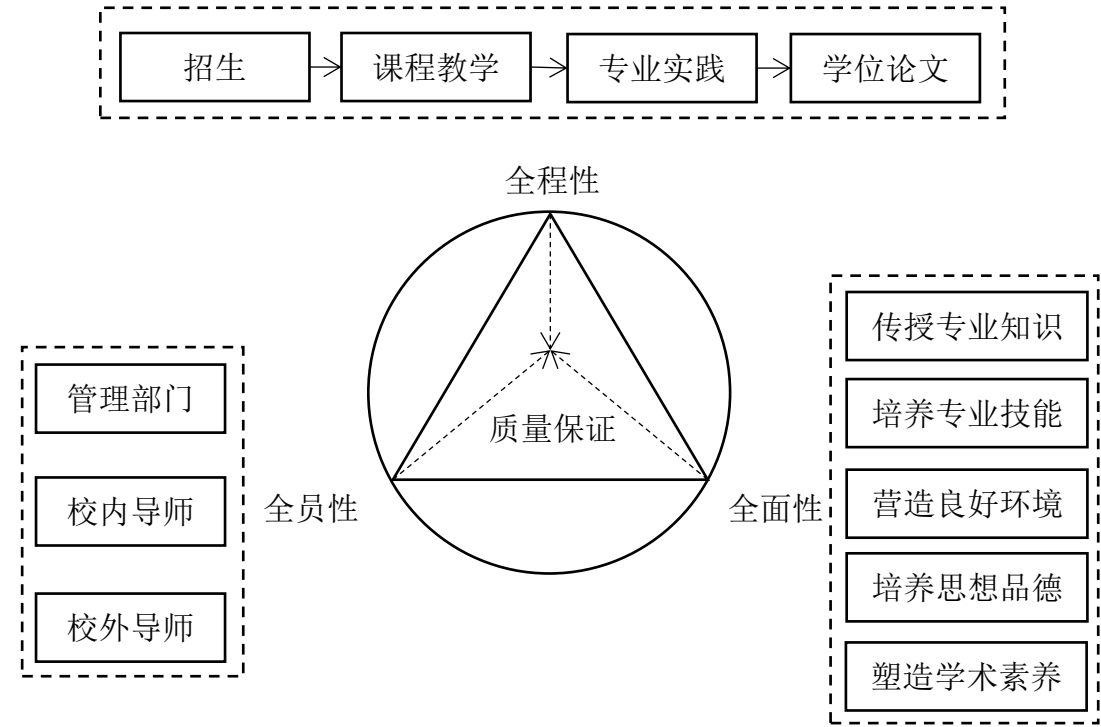 招生 课程教学 专业实践 学位论文
全程性
质量保证
管理部门
校内导师
校外导师
全员性
全面性
传授专业知识
培养专业技能
营造良好环境
培养思想品德
塑造学术素养